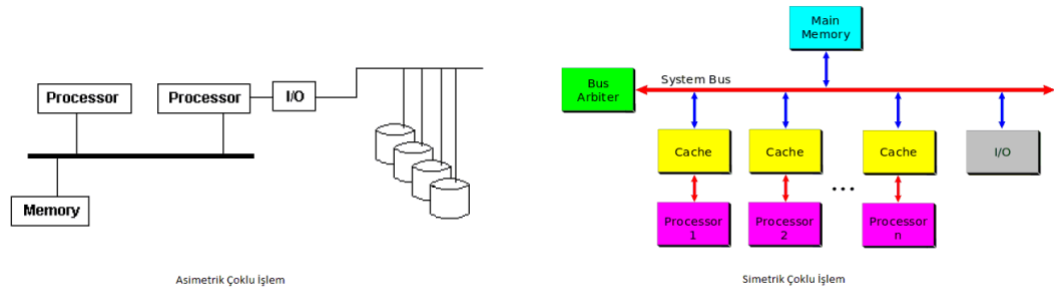 Processor
Processor
I/O
Memory
Asimetrik Çoklu İşlem
Main
Memory
Bus
Arbiter
System Bus
Cache
Cache
Cache
I/O
...
Processor
1
Processor
2
Processor
n
Simetrik Çoklu İşlem